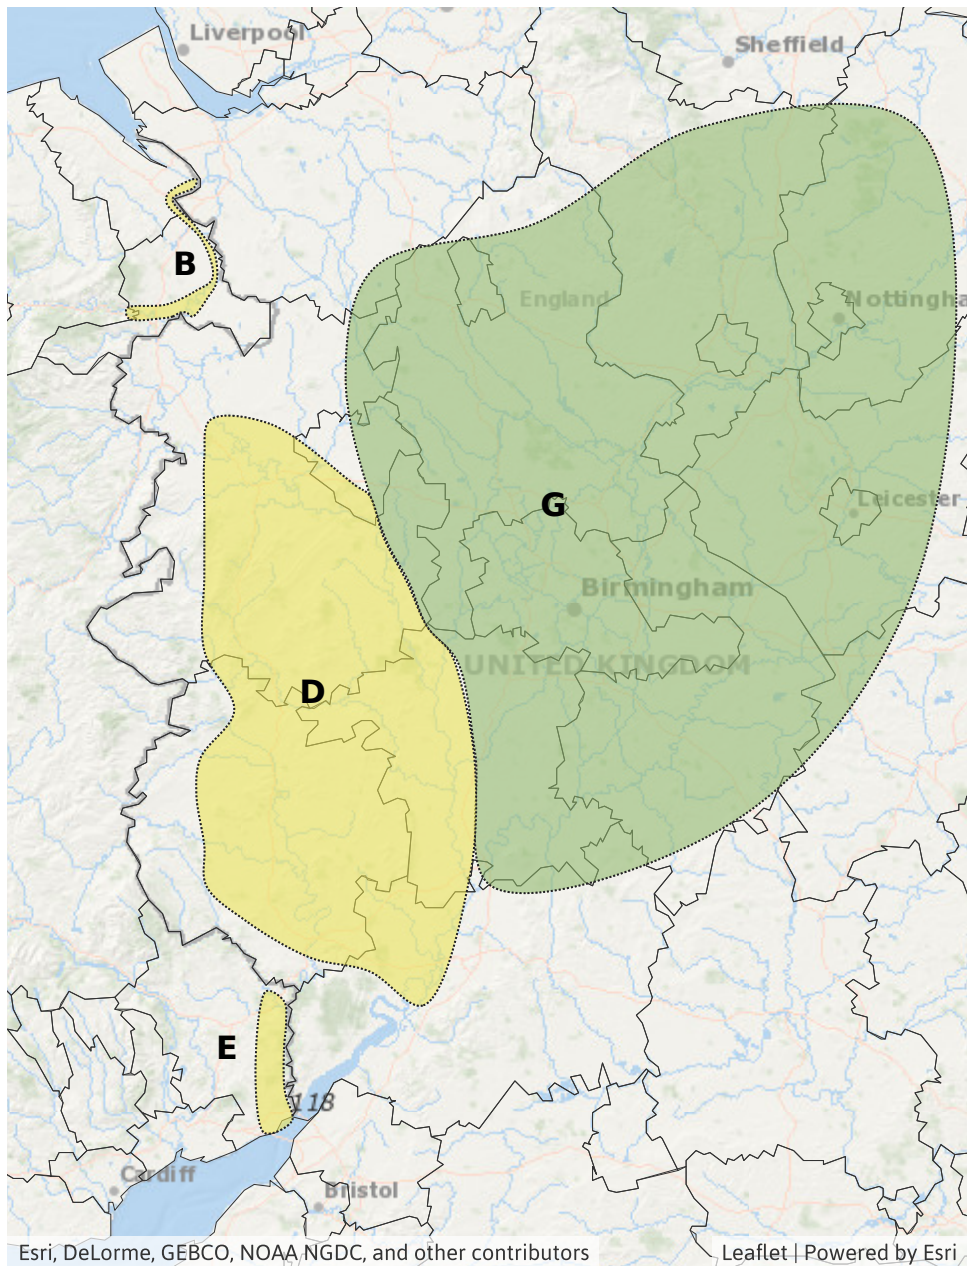 Liverpool
Sheffield
B
England
Nottingha
G
Leicester
Birmingham
UNITED KINGDOM
D
E
118
Cardiff
Bristol
Esri, DeLorme, GEBCO, NOAA NGDC, and other contributors
Leaflet | Powered by Esri